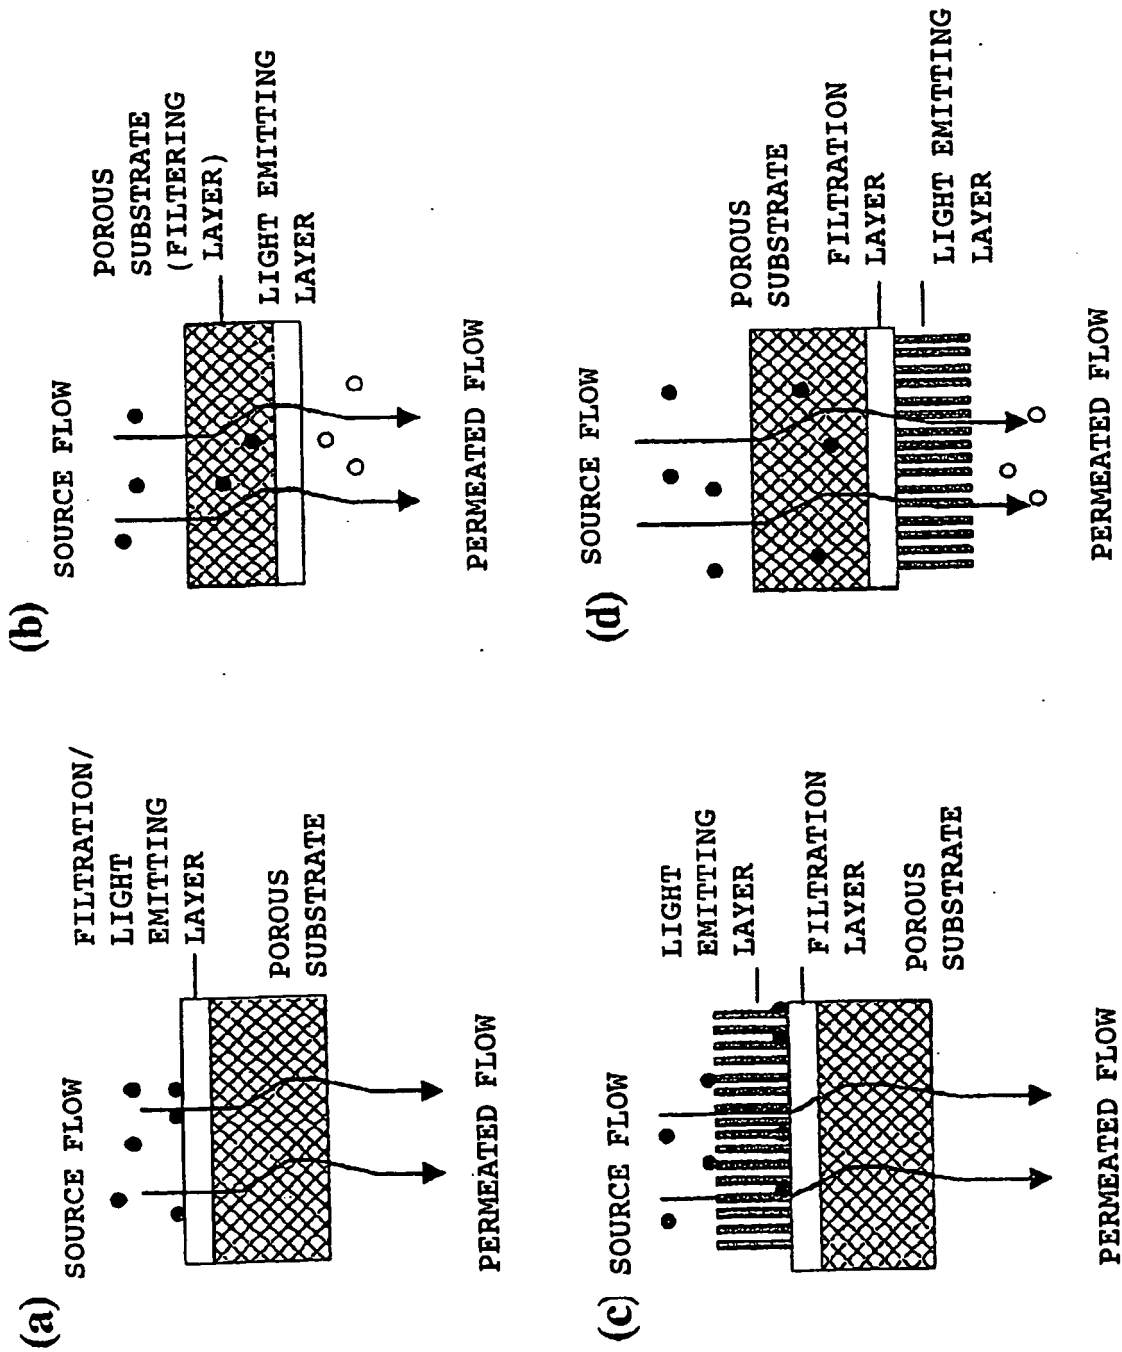 (a)
SOURCE FLOW
FILTRATION/
LIGHT
EMITTING
LAYER
POROUS
SUBSTRATE
PERMEATED FLOW
(b)
SOURCE FLOW
POROUS
SUBSTRATE
(FILTERING
LAYER)
LIGHT EMITTING
LAYER
PERMEATED FLOW
(c)
SOURCE FLOW
LIGHT
EMITTING
LAYER
FILTRATION
LAYER
POROUS
SUBSTRATE
PERMEATED FLOW
(d)
SOURCE FLOW
POROUS
SUBSTRATE
FILTRATION
LAYER
LIGHT EMITTING
LAYER
PERMEATED FLOW